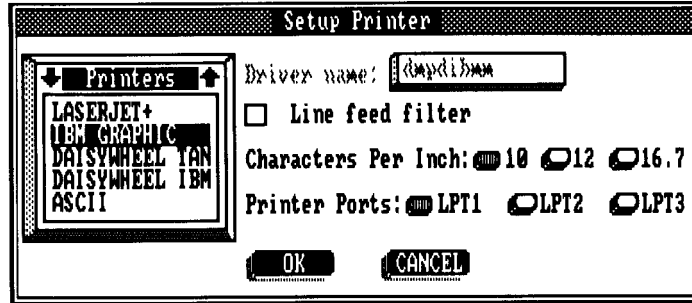 Setup Printer
Printers
LASERJET+
IBM GRAPHIC
DAISYWHEEL TAN
DAISYWHEEL IBM
ASCII
Driver name: dmpdibmm
Line feed filter
Characters Per Inch: 10 12 16.7
Printer Ports: LPT1 LPT2 LPT3
OK CANCEL